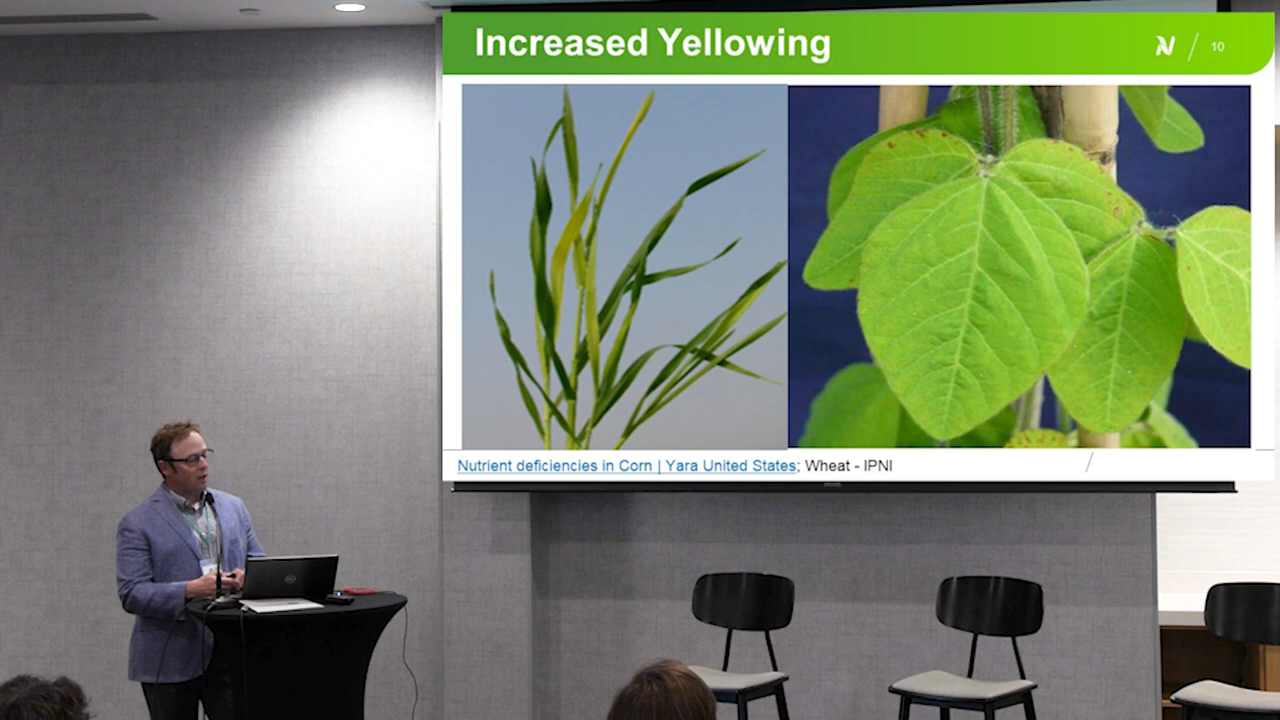 Increased Yellowing
10
Nutrient deficiencies in Corn | Yara United States; Wheat - IPNI